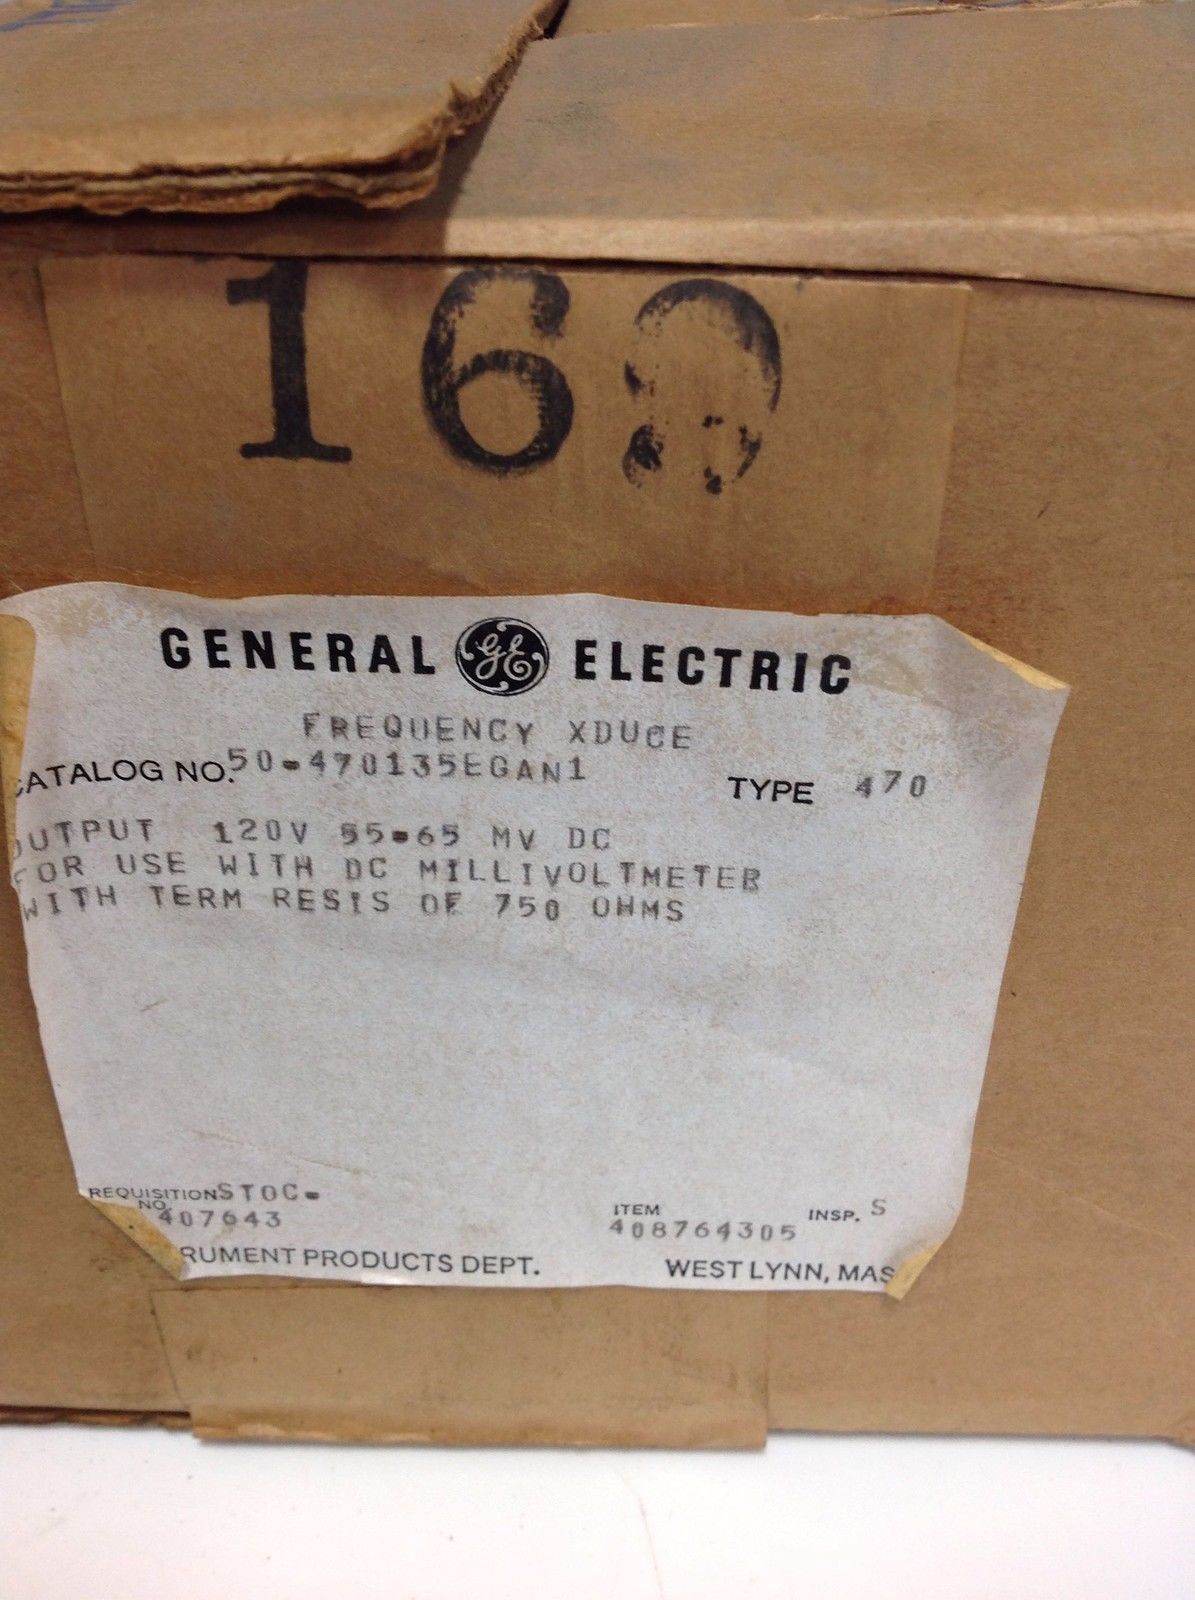 16
GENERAL GE ELECTRIC
FREQUENCY XDUCE
CATALOG NO. 50-470135EGAN1 TYPE 470
OUTPUT 120V 55-65 MV DC
FOR USE WITH DC MILLIVOLTMETER
WITH TERM RESIS OF 750 OHMS
REQUISITION NO. STOC-
407643
ITEM 408764305 INSP. S
RUMENT PRODUCTS DEPT. WEST LYNN, MAS